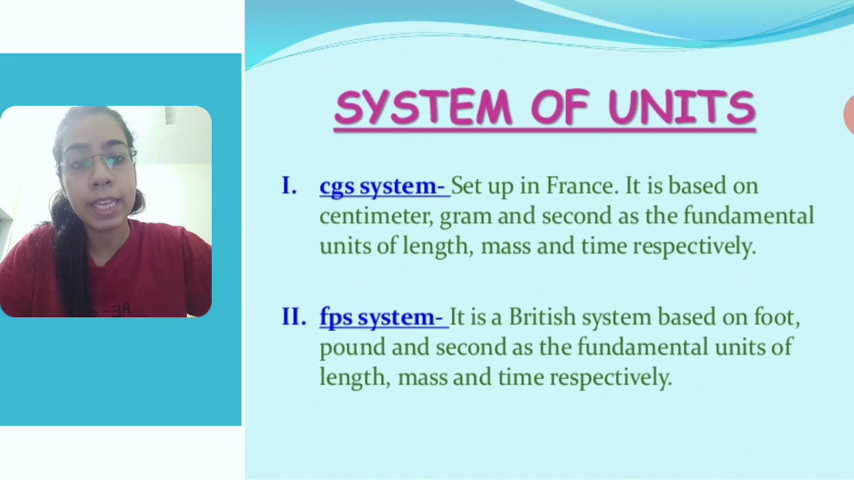 SYSTEM OF UNITS
I. cgs system- Set up in France. It is based on
centimeter, gram and second as the fundamental
units of length, mass and time respectively.
II. fps system- It is a British system based on foot,
pound and second as the fundamental units of
length, mass and time respectively.